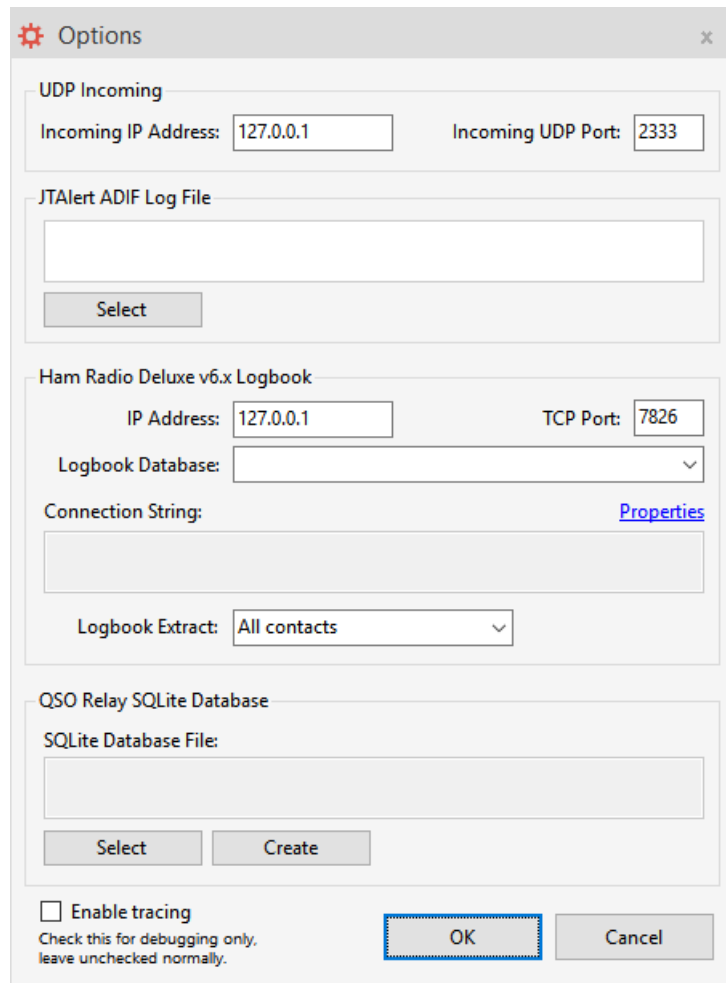 Options
x
UDP Incoming
Incoming IP Address: 127.0.0.1 Incoming UDP Port: 2333
JTAlert ADIF Log File
Select
Ham Radio Deluxe v6.x Logbook
IP Address: 127.0.0.1 TCP Port: 7826
Logbook Database:
Connection String: Properties
Logbook Extract: All contacts
QSO Relay SQLite Database
SQLite Database File:
Select Create
Enable tracing
Check this for debugging only,
leave unchecked normally.
OK Cancel